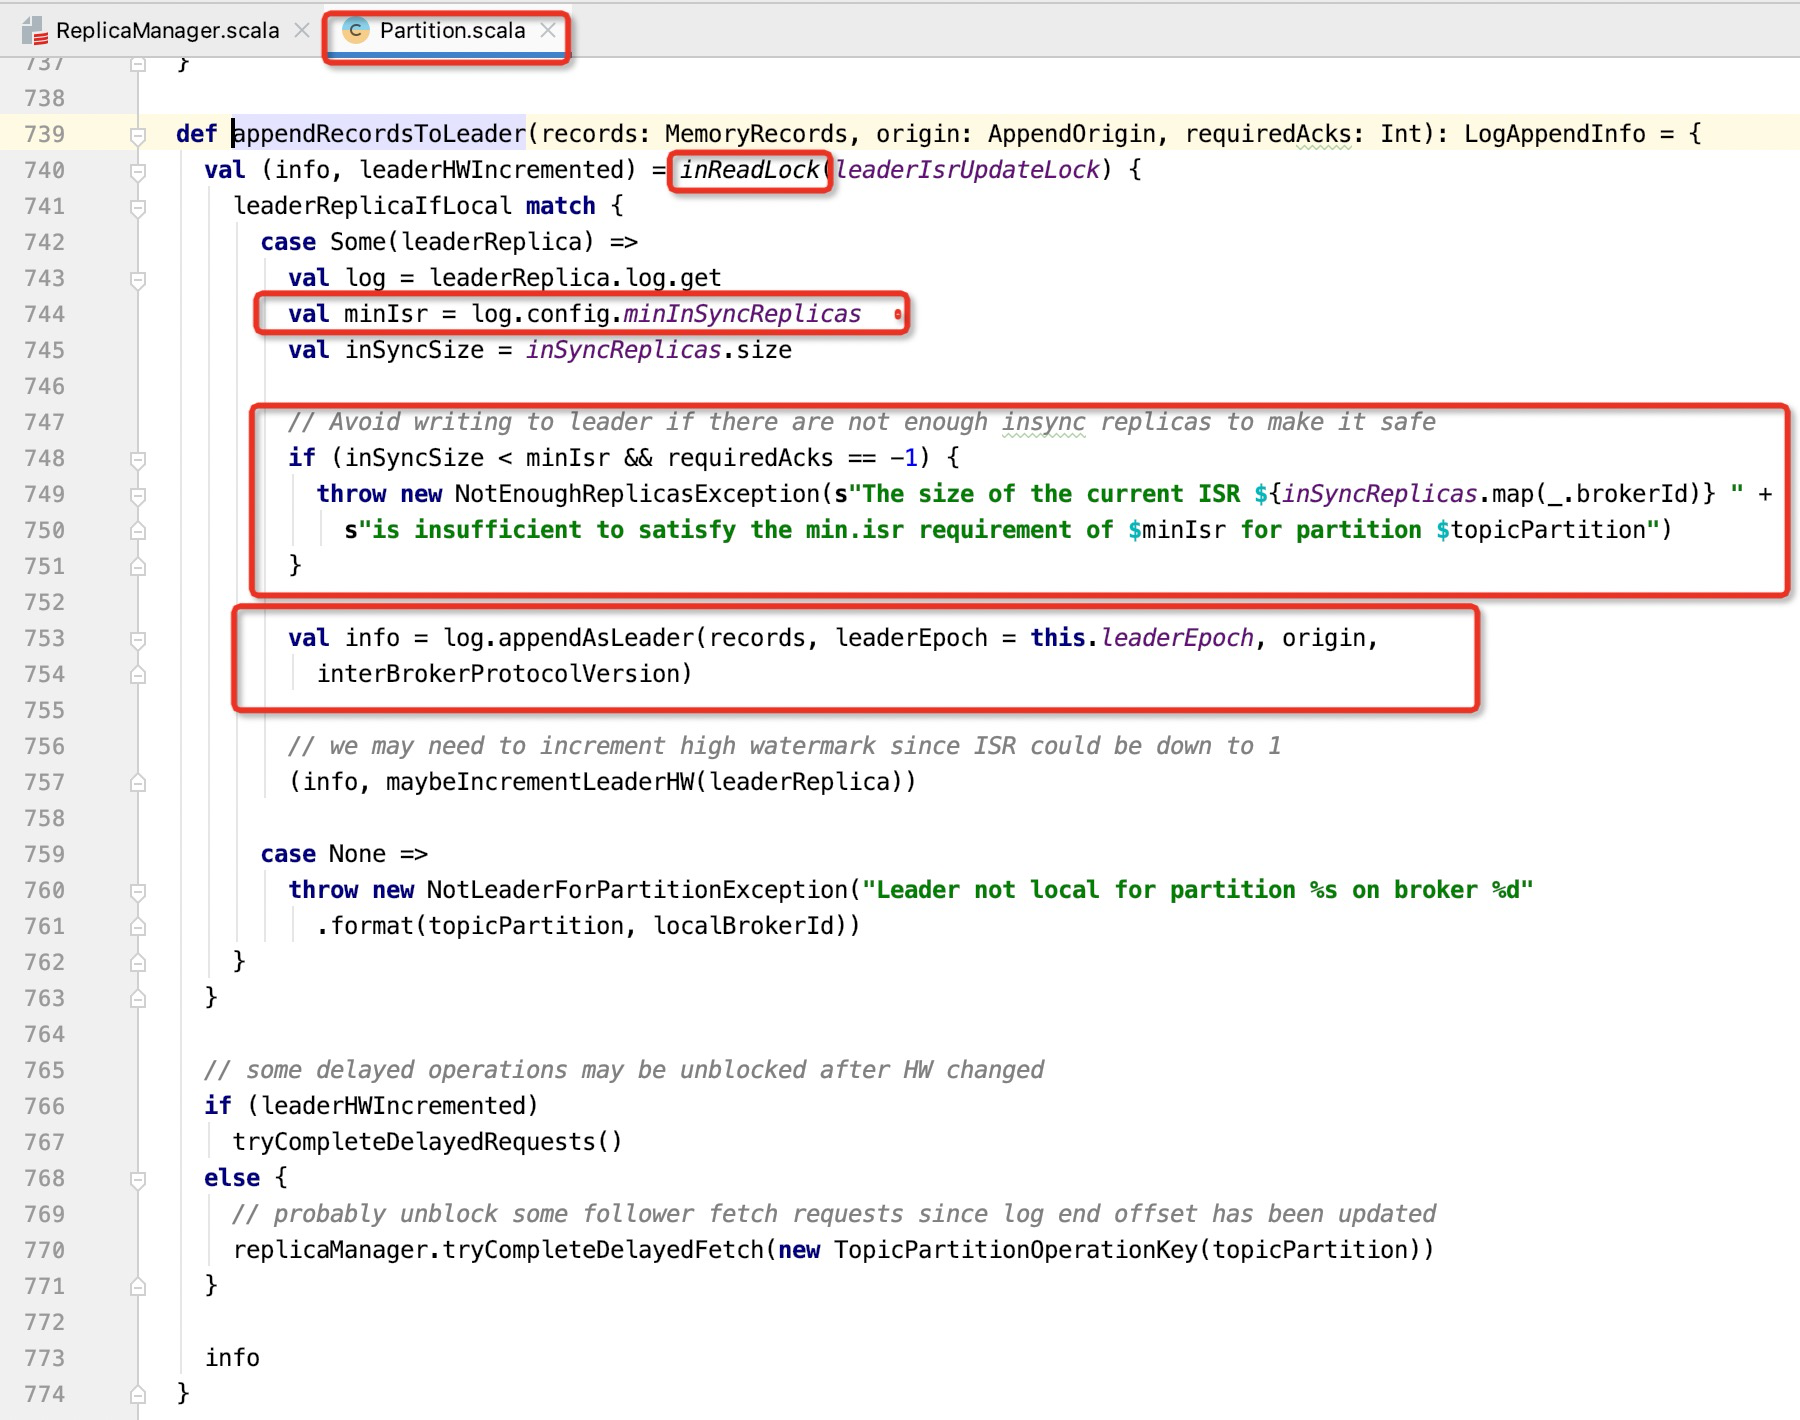 ReplicaManager.scala Partition.scala
737 }
738
739 def appendRecordsToLeader(records: MemoryRecords, origin: AppendOrigin, requiredAcks: Int): LogAppendInfo = {
740 val (info, leaderHWIncremented) = inReadLock(leaderIsrUpdateLock) {
741 leaderReplicaIfLocal match {
742 case Some(leaderReplica) =>
743 val log = leaderReplica.log.get
744 val minIsr = log.config.minInSyncReplicas
745 val inSyncSize = inSyncReplicas.size
746
747 // Avoid writing to leader if there are not enough insync replicas to make it safe
748 if (inSyncSize < minIsr && requiredAcks == -1) {
749 throw new NotEnoughReplicasException(s"The size of the current ISR ${inSyncReplicas.map(_.brokerId)} " +
750 s"is insufficient to satisfy the min.isr requirement of $minIsr for partition $topicPartition")
751 }
752
753 val info = log.appendAsLeader(records, leaderEpoch = this.leaderEpoch, origin,
754 interBrokerProtocolVersion)
755
756 // we may need to increment high watermark since ISR could be down to 1
757 (info, maybeIncrementLeaderHW(leaderReplica))
758
759 case None =>
760 throw new NotLeaderForPartitionException("Leader not local for partition %s on broker %d"
761 .format(topicPartition, localBrokerId))
762 }
763 }
764
765 // some delayed operations may be unblocked after HW changed
766 if (leaderHWIncremented)
767 tryCompleteDelayedRequests()
768 else {
769 // probably unblock some follower fetch requests since log end offset has been updated
770 replicaManager.tryCompleteDelayedFetch(new TopicPartitionOperationKey(topicPartition))
771 }
772
773 info
774 }